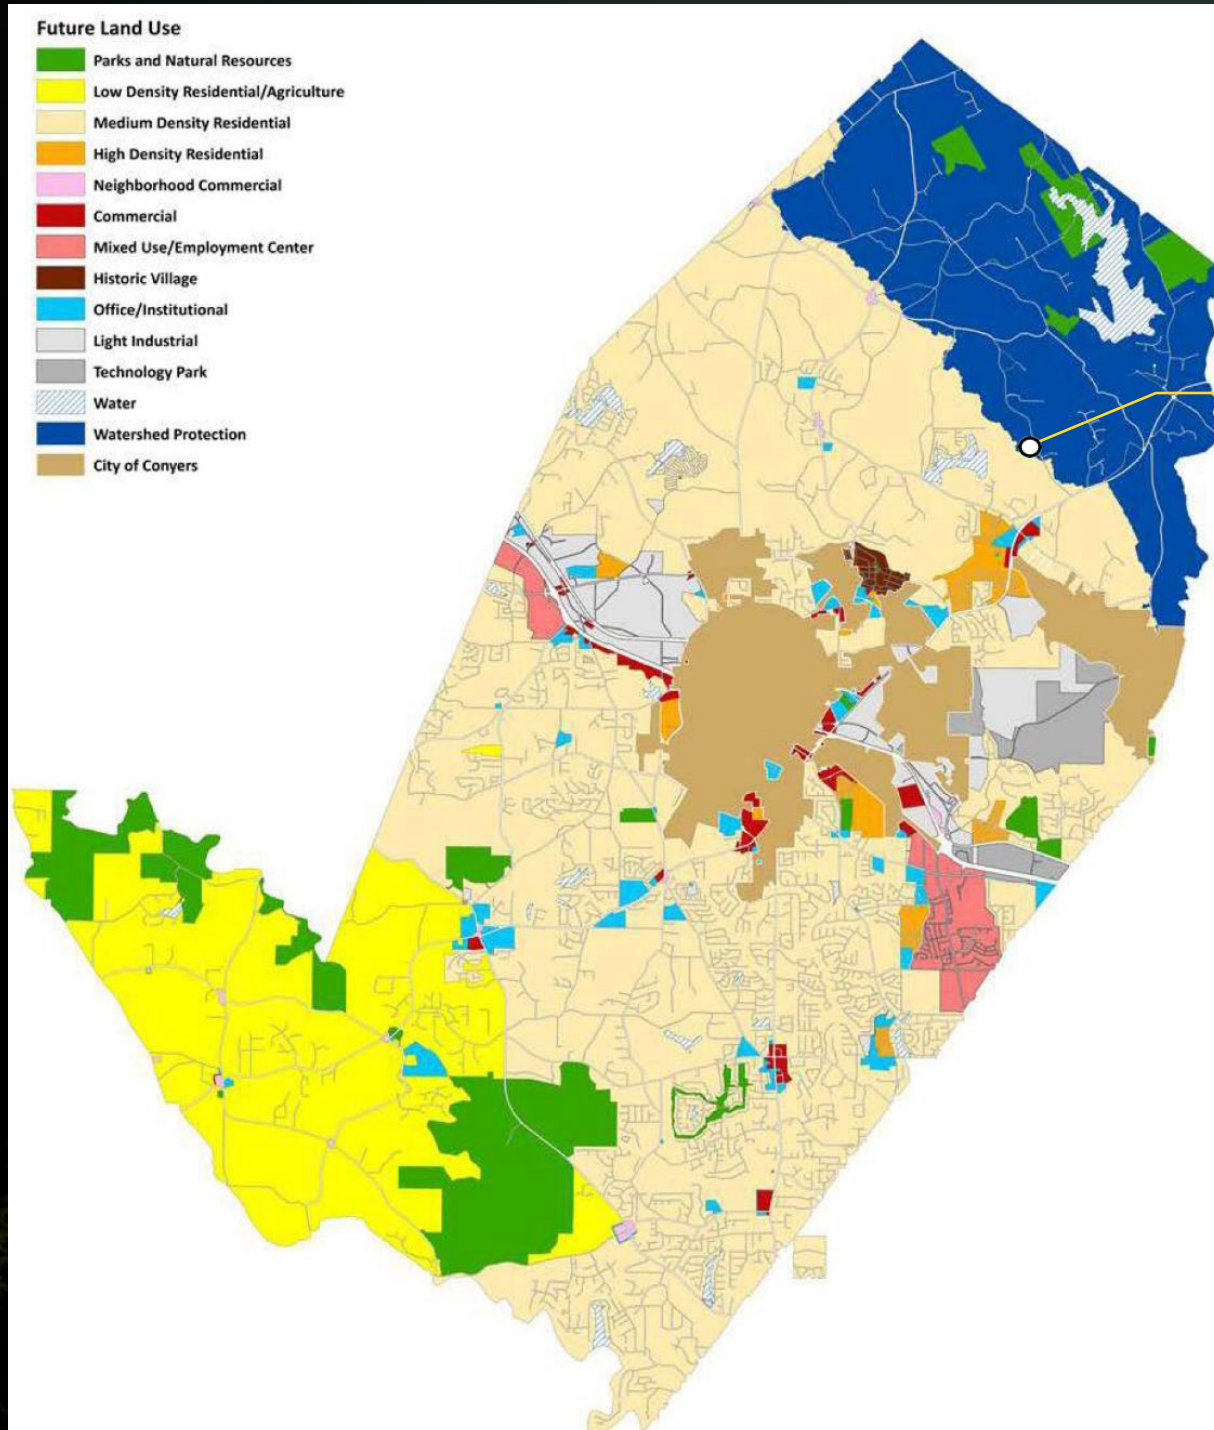 Future Land Use
Parks and Natural Resources
Low Density Residential/Agriculture
Medium Density Residential
High Density Residential
Neighborhood Commercial
Commercial
Mixed Use/Employment Center
Historic Village
Office/Institutional
Light Industrial
Technology Park
Water
Watershed Protection
City of Conyers